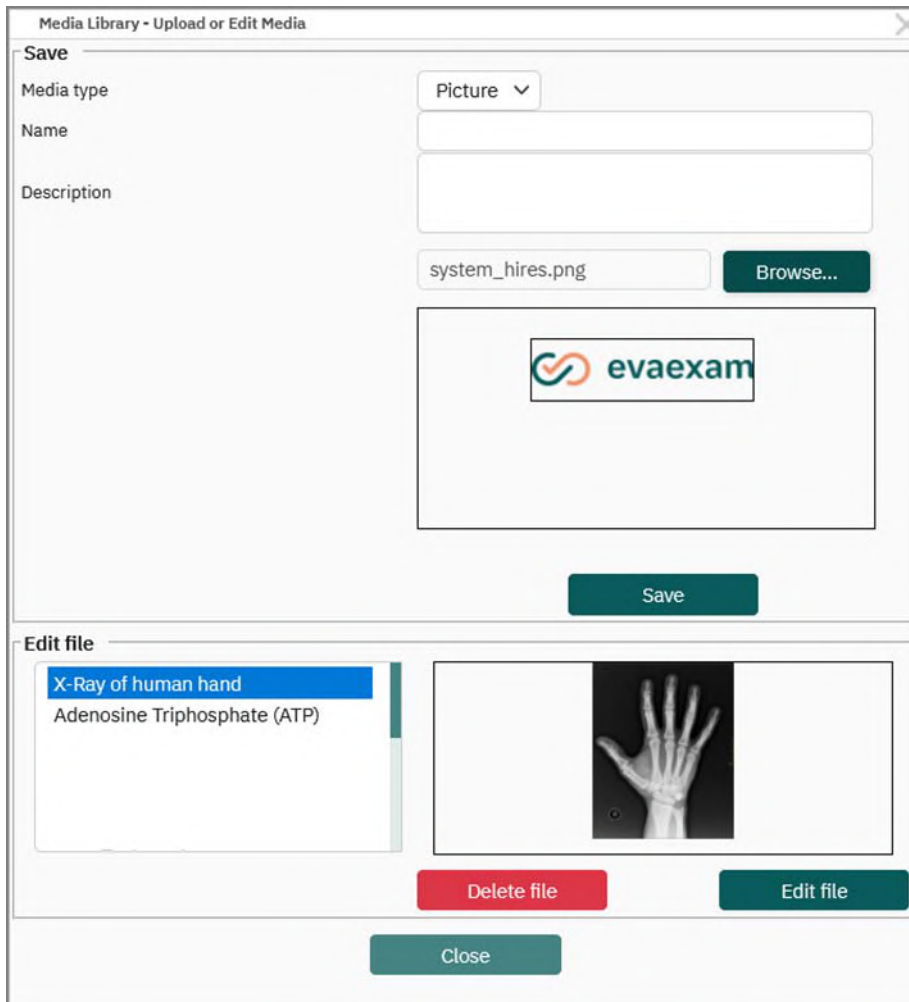 Media Library - Upload or Edit Media
Save
Media type
Picture
Name
Description
system_hires.png
Browse...
evaexam
Save
Edit file
X-Ray of human hand
Adenosine Triphosphate (ATP)
Delete file
Edit file
Close